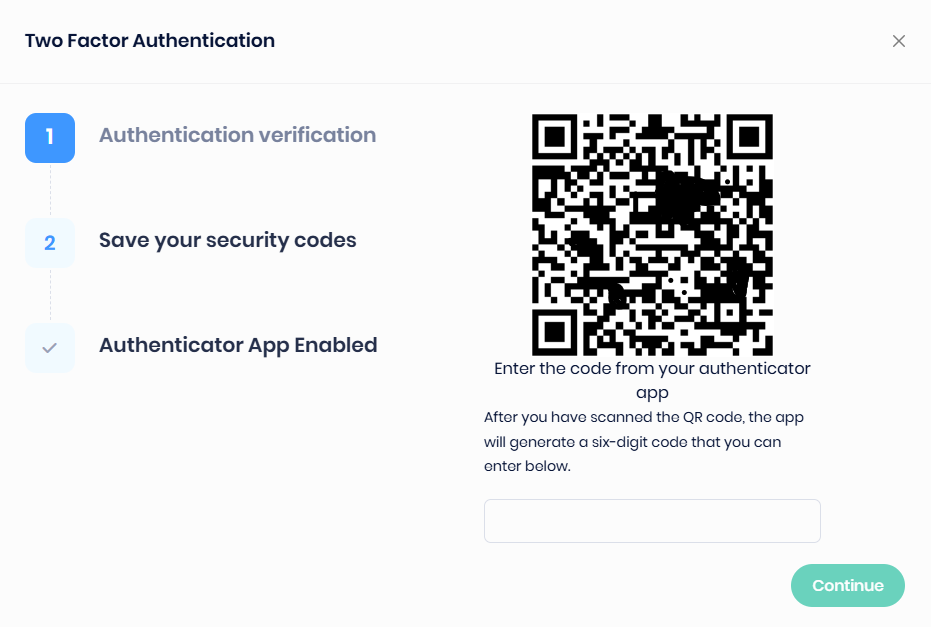 Two Factor Authentication
1
Authentication verification
2
Save your security codes
Authenticator App Enabled
Enter the code from your authenticator
app
After you have scanned the QR code, the app
will generate a six-digit code that you can
enter below.
Continue